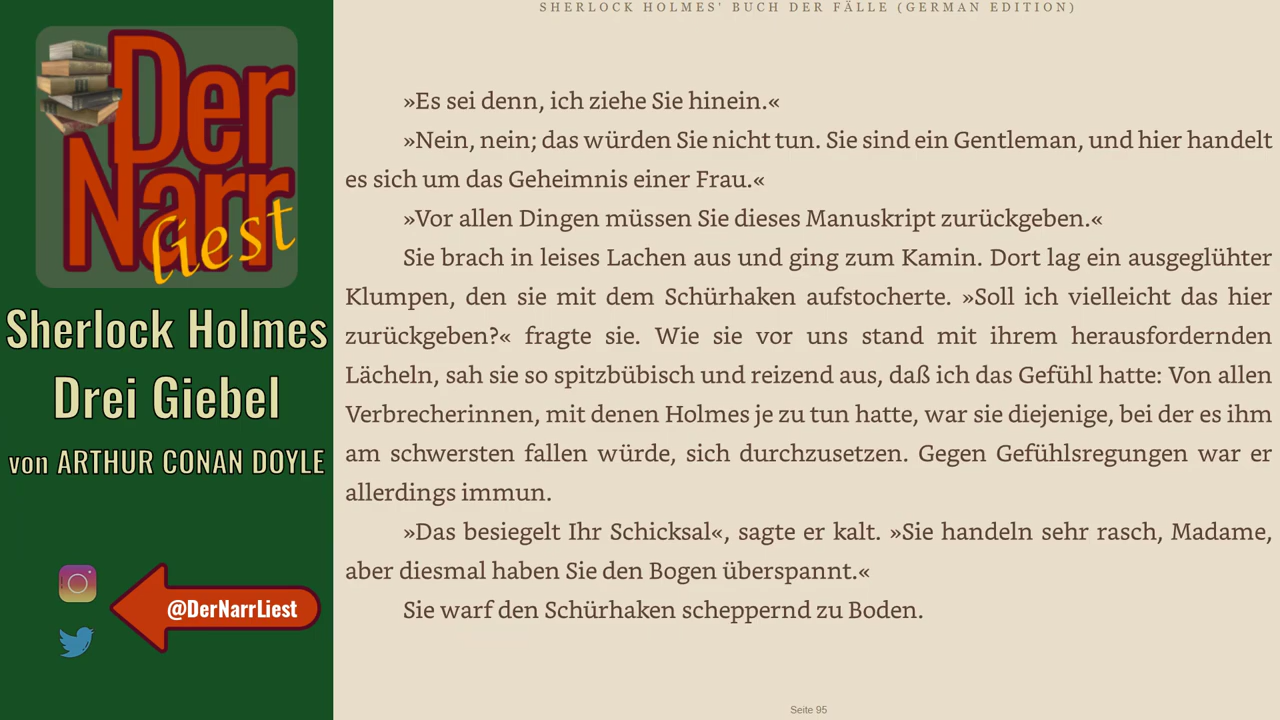 Der
Narr
liest
Sherlock Holmes
Drei Giebel
von ARTHUR CONAN DOYLE
@DerNarrLiest
SHERLOCK HOLMES' BUCH DER FÄLLE (GERMAN EDITION)
»Es sei denn, ich ziehe Sie hinein.«
»Nein, nein; das würden Sie nicht tun. Sie sind ein Gentleman, und hier handelt
es sich um das Geheimnis einer Frau.«
»Vor allen Dingen müssen Sie dieses Manuskript zurückgeben.«
Sie brach in leises Lachen aus und ging zum Kamin. Dort lag ein ausgeglühter
Klumpen, den sie mit dem Schürhaken aufstocherte. »Soll ich vielleicht das hier
zurückgeben?« fragte sie. Wie sie vor uns stand mit ihrem herausfordernden
Lächeln, sah sie so spitzbübisch und reizend aus, daß ich das Gefühl hatte: Von allen
Verbrecherinnen, mit denen Holmes je zu tun hatte, war sie diejenige, bei der es ihm
am schwersten fallen würde, sich durchzusetzen. Gegen Gefühlsregungen war er
allerdings immun.
»Das besiegelt Ihr Schicksal«, sagte er kalt. »Sie handeln sehr rasch, Madame,
aber diesmal haben Sie den Bogen überspannt.«
Sie warf den Schürhaken scheppernd zu Boden.
Seite 95